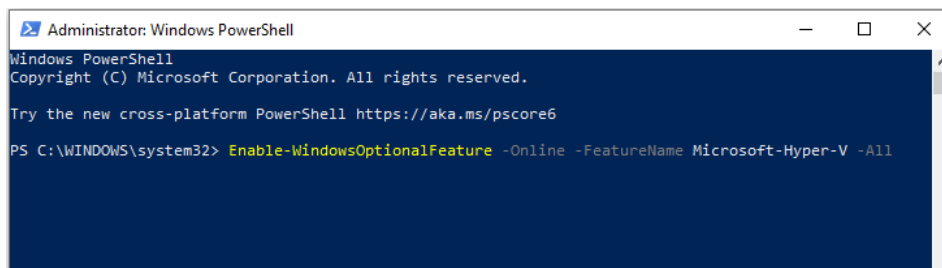 Administrator: Windows PowerShell
Windows PowerShell
Copyright (C) Microsoft Corporation. All rights reserved.
Try the new cross-platform PowerShell https://aka.ms/pscore6
PS C:\WINDOWS\system32> Enable-WindowsOptionalFeature -Online -FeatureName Microsoft-Hyper-V -All